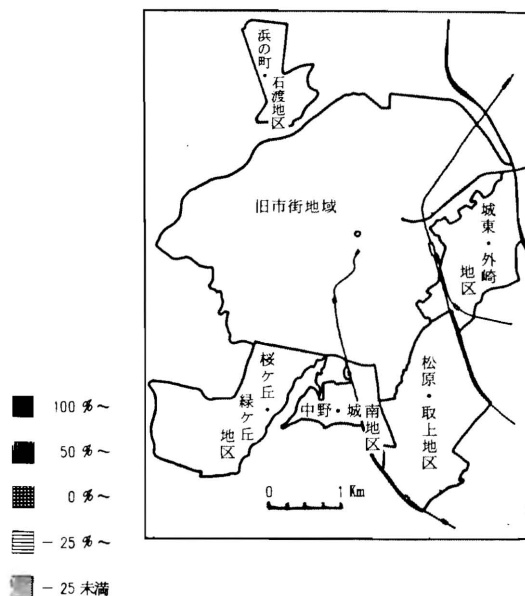 浜の町・石渡地区
旧市街地域
城東・外崎地区
桜ヶ丘・緑ヶ丘地区
中野・城南地区
松原・取上地区
0 1 Km
100 %~
50 %~
0 %~
-25 %~
-25 未満